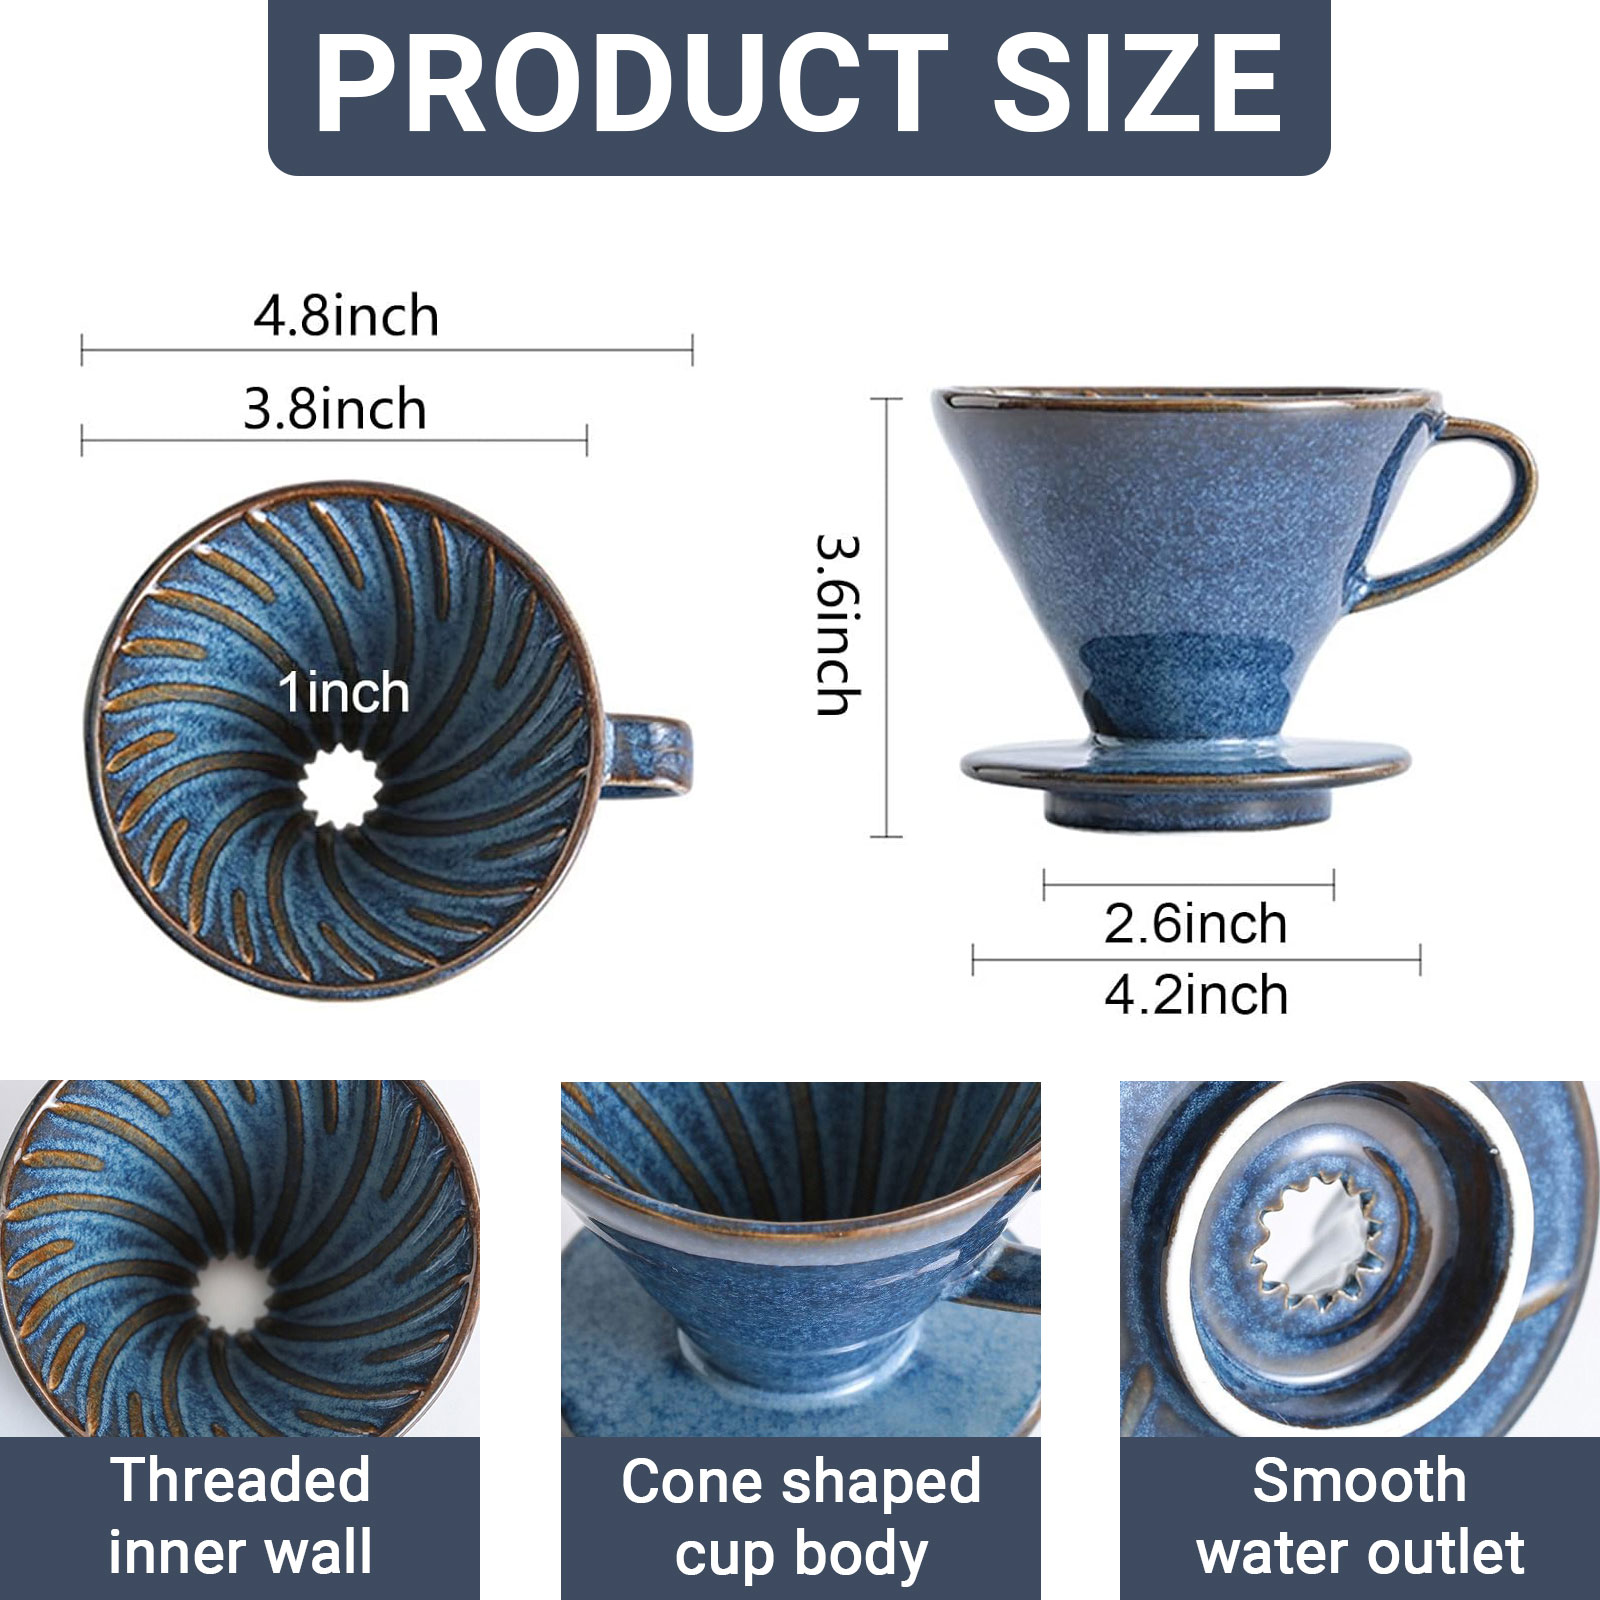 PRODUCT SIZE
4.8inch
3.8inch
1inch
3.6inch
2.6inch
4.2inch
Threaded
inner wall
Cone shaped
cup body
Smooth
water outlet